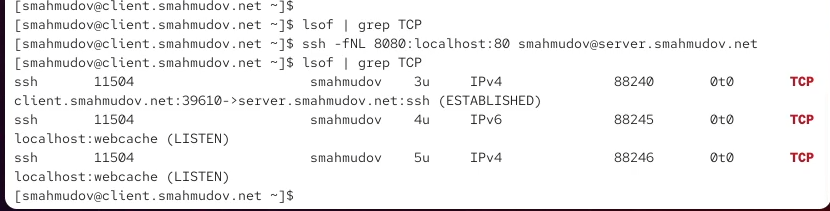 [smahmudov@client.smahmudov.net ~]$
[smahmudov@client.smahmudov.net ~]$ lsof | grep TCP
[smahmudov@client.smahmudov.net ~]$ ssh -fNL 8080:localhost:80 smahmudov@server.smahmudov.net
[smahmudov@client.smahmudov.net ~]$ lsof | grep TCP
ssh 11504 smahmudov 3u IPv4 88240 0t0 TCP
client.smahmudov.net:39610->server.smahmudov.net:ssh (ESTABLISHED)
ssh 11504 smahmudov 4u IPv6 88245 0t0 TCP
localhost:webcache (LISTEN)
ssh 11504 smahmudov 5u IPv4 88246 0t0 TCP
localhost:webcache (LISTEN)
[smahmudov@client.smahmudov.net ~]$